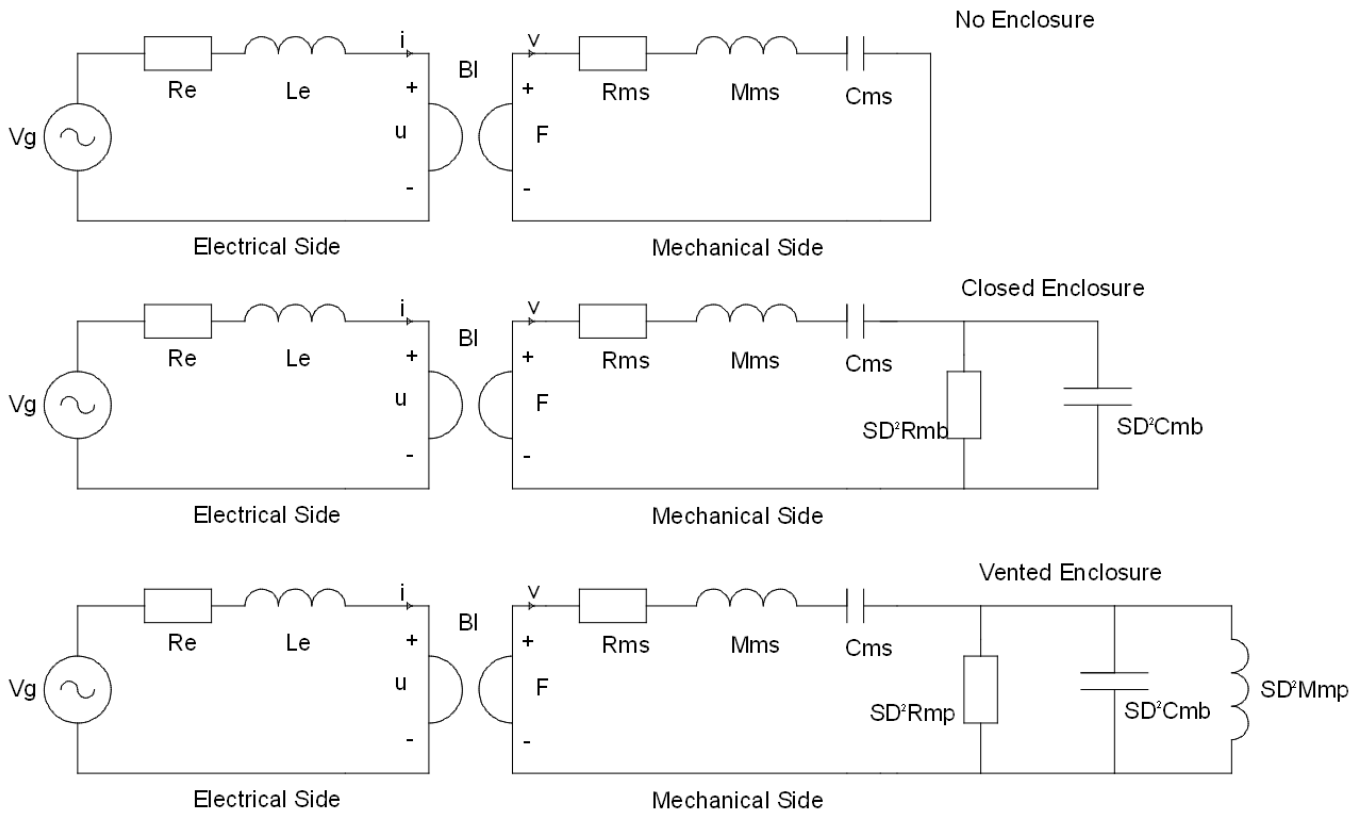 No Enclosure
i
v
Bl
Re
Le
+
+
Rms
Mms
Cms
Vg
u
F
-
-
Electrical Side
Mechanical Side
Closed Enclosure
i
v
Bl
Re
Le
+
+
Rms
Mms
Cms
Vg
u
F
SD²Rmb
SD²Cmb
-
-
Electrical Side
Mechanical Side
Vented Enclosure
i
v
Bl
Re
Le
+
+
Rms
Mms
Cms
Vg
u
F
SD²Rmp
SD²Cmb
SD²Mmp
-
-
Electrical Side
Mechanical Side